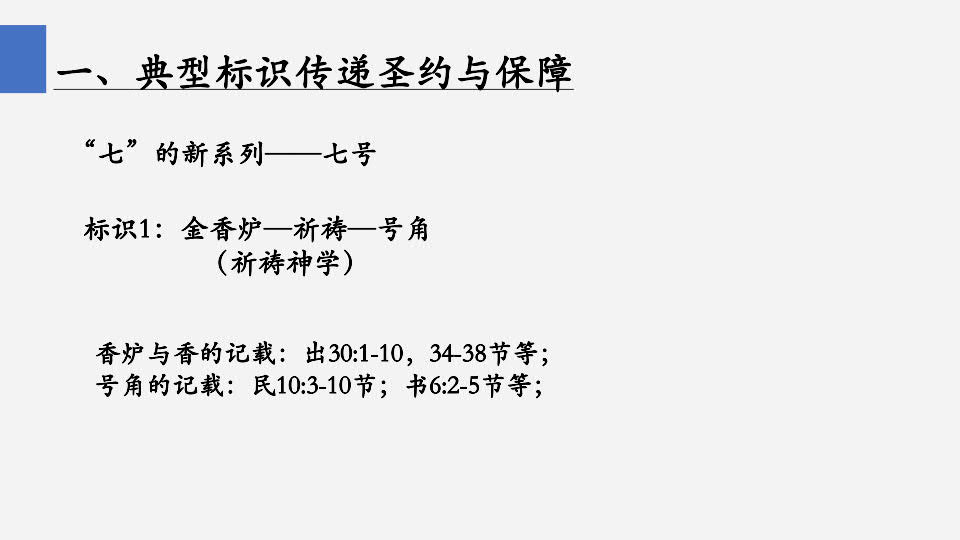 一、典型标识传递圣约与保障
“七”的新系列——七号
标识1：金香炉—祈祷—号角
（祈祷神学）
香炉与香的记载：出30:1-10，34-38节等；
号角的记载：民10:3-10节；书6:2-5节等；